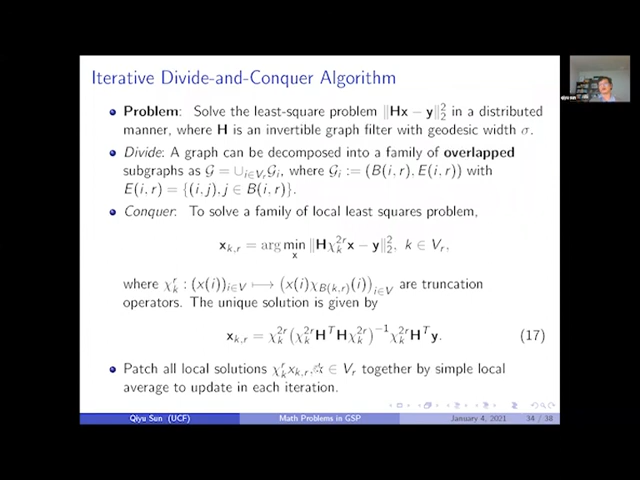 Iterative Divide-and-Conquer Algorithm
Problem: Solve the least-square problem ‖Hx − y‖₂² in a distributed
manner, where H is an invertible graph filter with geodesic width σ.
Divide: A graph can be decomposed into a family of overlapped
subgraphs as 𝒢 = ∪_{i∈V_r} 𝒢_i, where 𝒢_i := (B(i, r), E(i, r)) with
E(i, r) = {(i, j), j ∈ B(i, r)}.
Conquer: To solve a family of local least squares problem,
x_{k,r} = arg min_x ‖Hχ_k^{2r}x − y‖₂², k ∈ V_r,
where χ_k^r : (x(i))_{i∈V} ⟼ (x(i)χ_{B(k,r)}(i))_{i∈V} are truncation
operators. The unique solution is given by
x_{k,r} = χ_k^{2r}(χ_k^{2r}H^T Hχ_k^{2r})^{−1}χ_k^{2r}H^T y. (17)
Patch all local solutions χ_k^r x_{k,r}, ∈ V_r together by simple local
average to update in each iteration.
Qiyu Sun (UCF) Math Problems in GSP January 4, 2021 34 / 38
qiyu sun